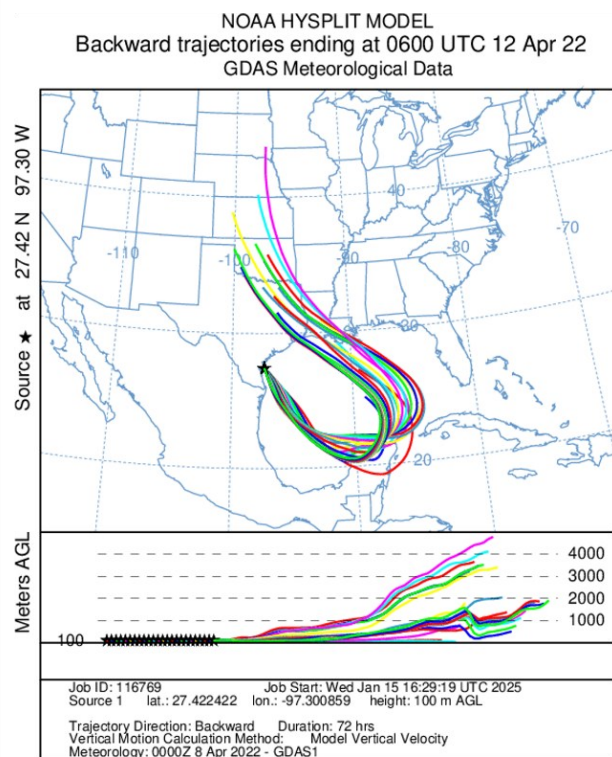 NOAA HYSPLIT MODEL
Backward trajectories ending at 0600 UTC 12 Apr 22
GDAS Meteorological Data
Source ★ at 27.42 N 97.30 W
-110
-100
-90
-80
-70
40
30
20
Meters AGL
100
4000
3000
2000
1000
Job ID: 116769 Job Start: Wed Jan 15 16:29:19 UTC 2025
Source 1 lat.: 27.422422 lon.: -97.300859 height: 100 m AGL
Trajectory Direction: Backward Duration: 72 hrs
Vertical Motion Calculation Method: Model Vertical Velocity
Meteorology: 0000Z 8 Apr 2022 - GDAS1